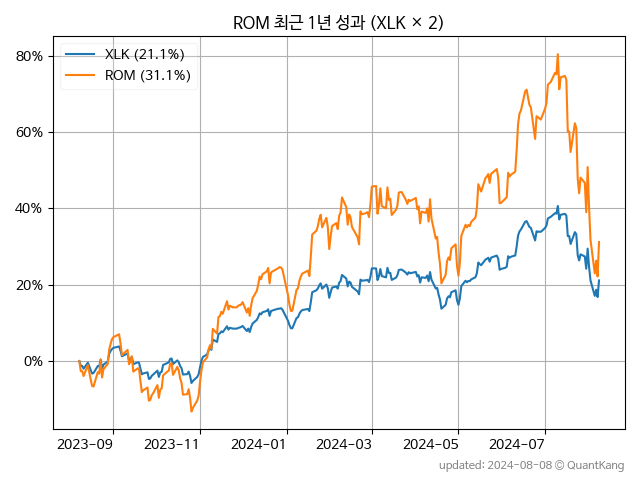 ROM 최근 1년 성과 (XLK × 2)
XLK (21.1%)
ROM (31.1%)
80%
60%
40%
20%
0%
2023-09 2023-11 2024-01 2024-03 2024-05 2024-07
updated: 2024-08-08 © QuantKang